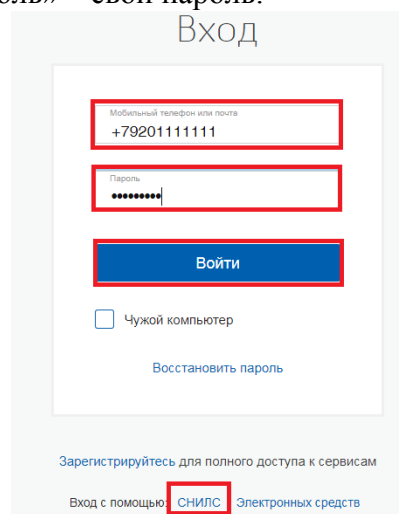 Вход
Мобильный телефон или почта
+79201111111
Пароль
•••••••••
Войти
Чужой компьютер
Восстановить пароль
Зарегистрируйтесь для полного доступа к сервисам
Вход с помощью: СНИЛС Электронных средств